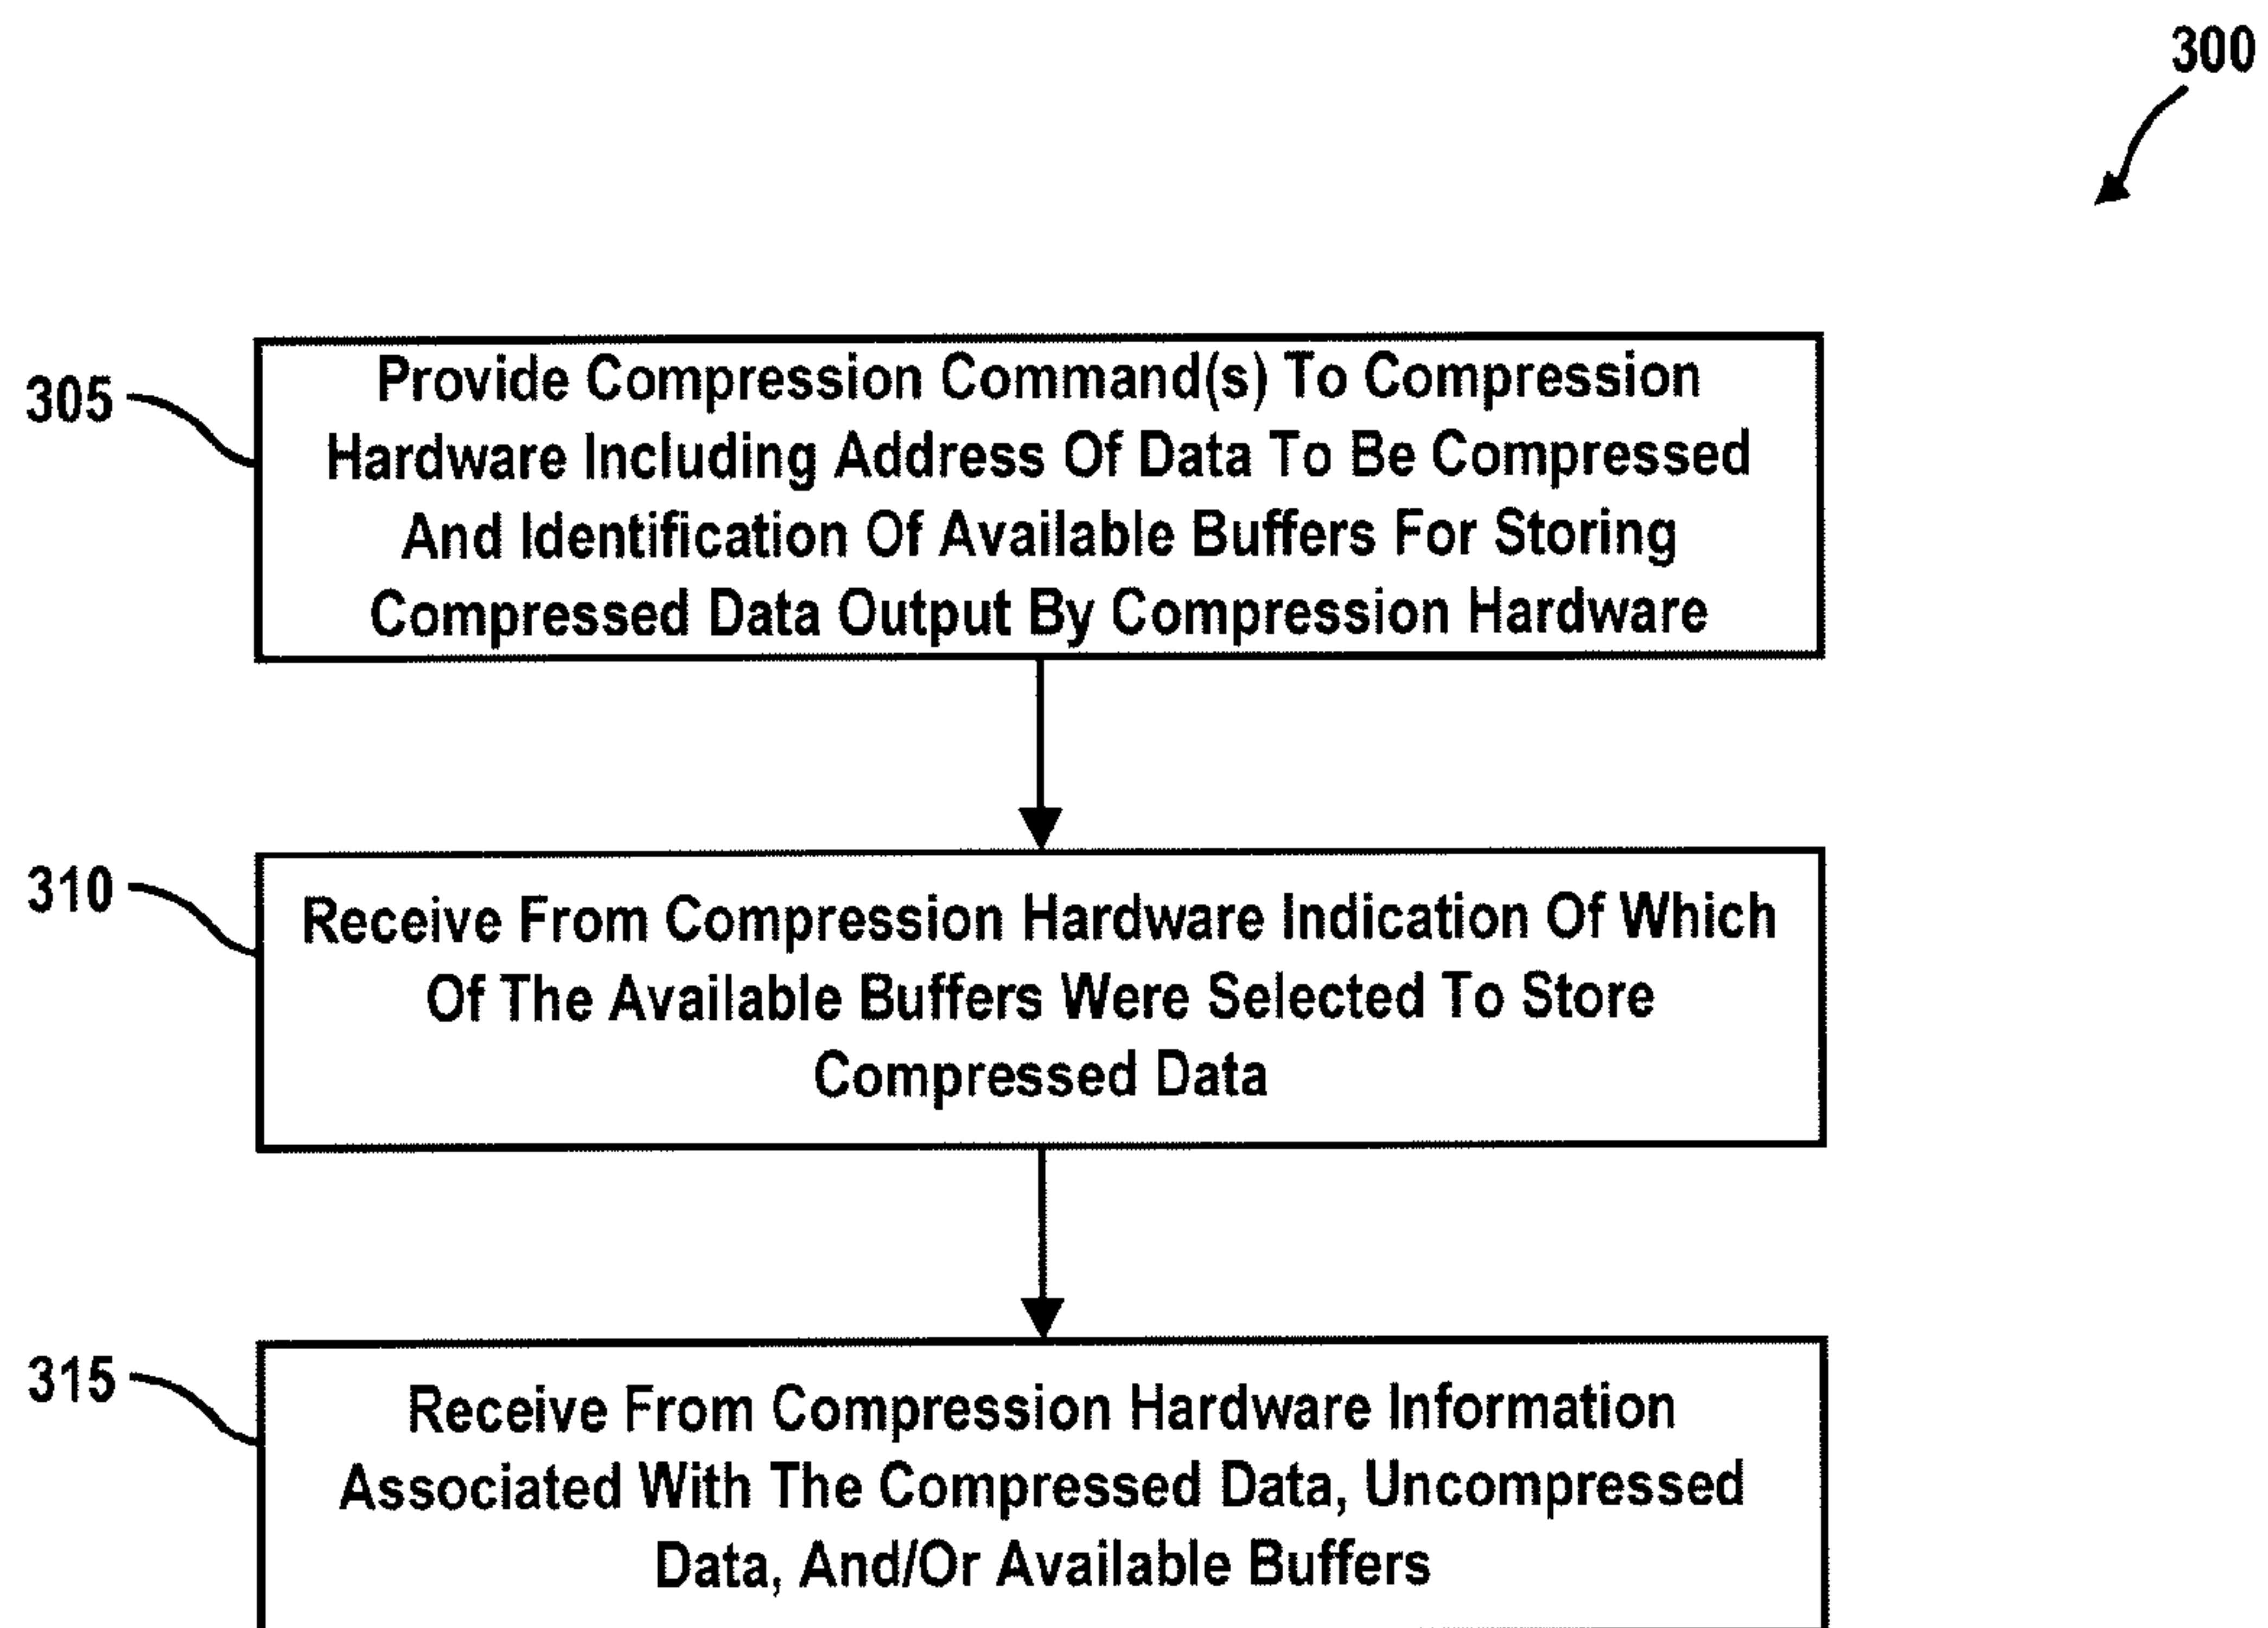 300
305
Provide Compression Command(s) To Compression
Hardware Including Address Of Data To Be Compressed
And Identification Of Available Buffers For Storing
Compressed Data Output By Compression Hardware
310
Receive From Compression Hardware Indication Of Which
Of The Available Buffers Were Selected To Store
Compressed Data
315
Receive From Compression Hardware Information
Associated With The Compressed Data, Uncompressed
Data, And/Or Available Buffers